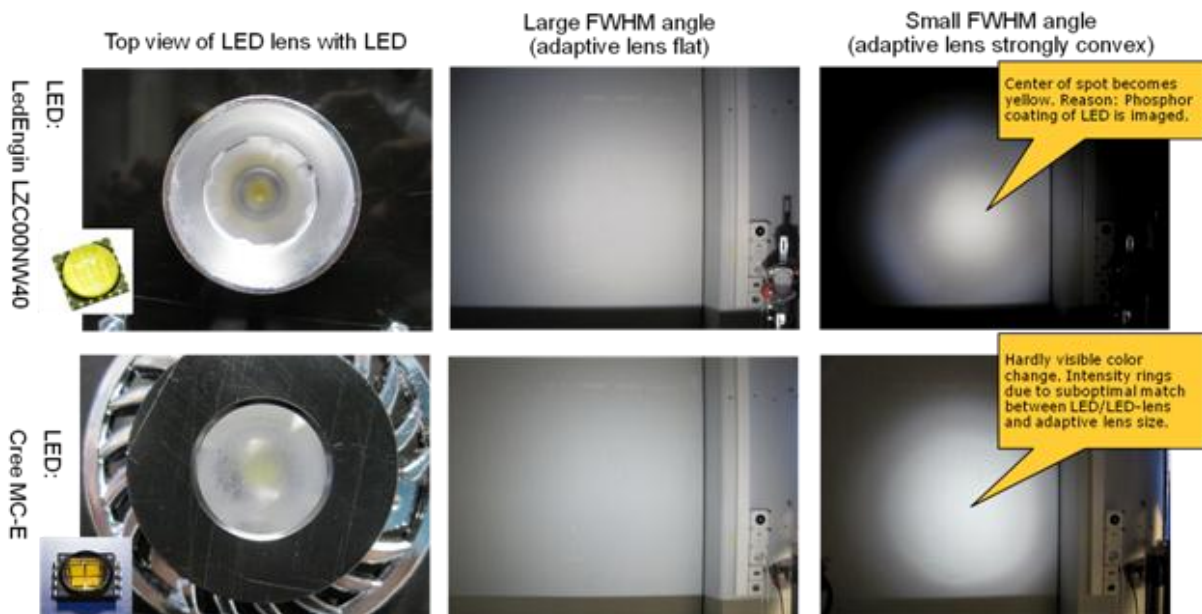 Top view of LED lens with LED
Large FWHM angle
(adaptive lens flat)
Small FWHM angle
(adaptive lens strongly convex)
LED:
LedEngin LZC00NW40
Center of spot becomes
yellow. Reason: Phosphor
coating of LED is imaged.
LED:
Cree MC-E
Hardly visible color
change. Intensity rings
due to suboptimal match
between LED/LED-lens
and adaptive lens size.